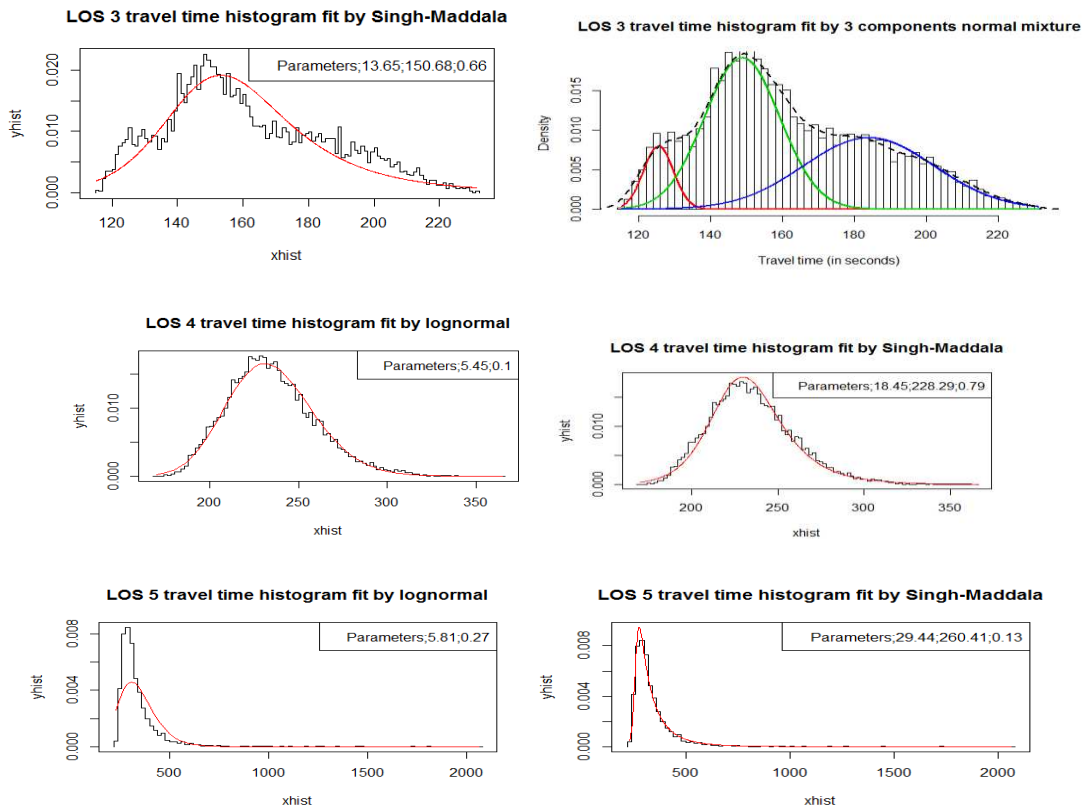 LOS 3 travel time histogram fit by Singh-Maddala
Parameters;13.65;150.68;0.66
yhist
0.000 0.010 0.020
120 140 160 180 200 220
xhist
LOS 3 travel time histogram fit by 3 components normal mixture
Density
0.000 0.005 0.010 0.015
120 140 160 180 200 220
Travel time (in seconds)
LOS 4 travel time histogram fit by lognormal
Parameters;5.45;0.1
yhist
0.000 0.010
200 250 300 350
xhist
LOS 4 travel time histogram fit by Singh-Maddala
Parameters;18.45;228.29;0.79
yhist
0.000 0.010
200 250 300 350
xhist
LOS 5 travel time histogram fit by lognormal
Parameters;5.81;0.27
yhist
0.000 0.004 0.008
500 1000 1500 2000
xhist
LOS 5 travel time histogram fit by Singh-Maddala
Parameters;29.44;260.41;0.13
yhist
0.000 0.004 0.008
500 1000 1500 2000
xhist